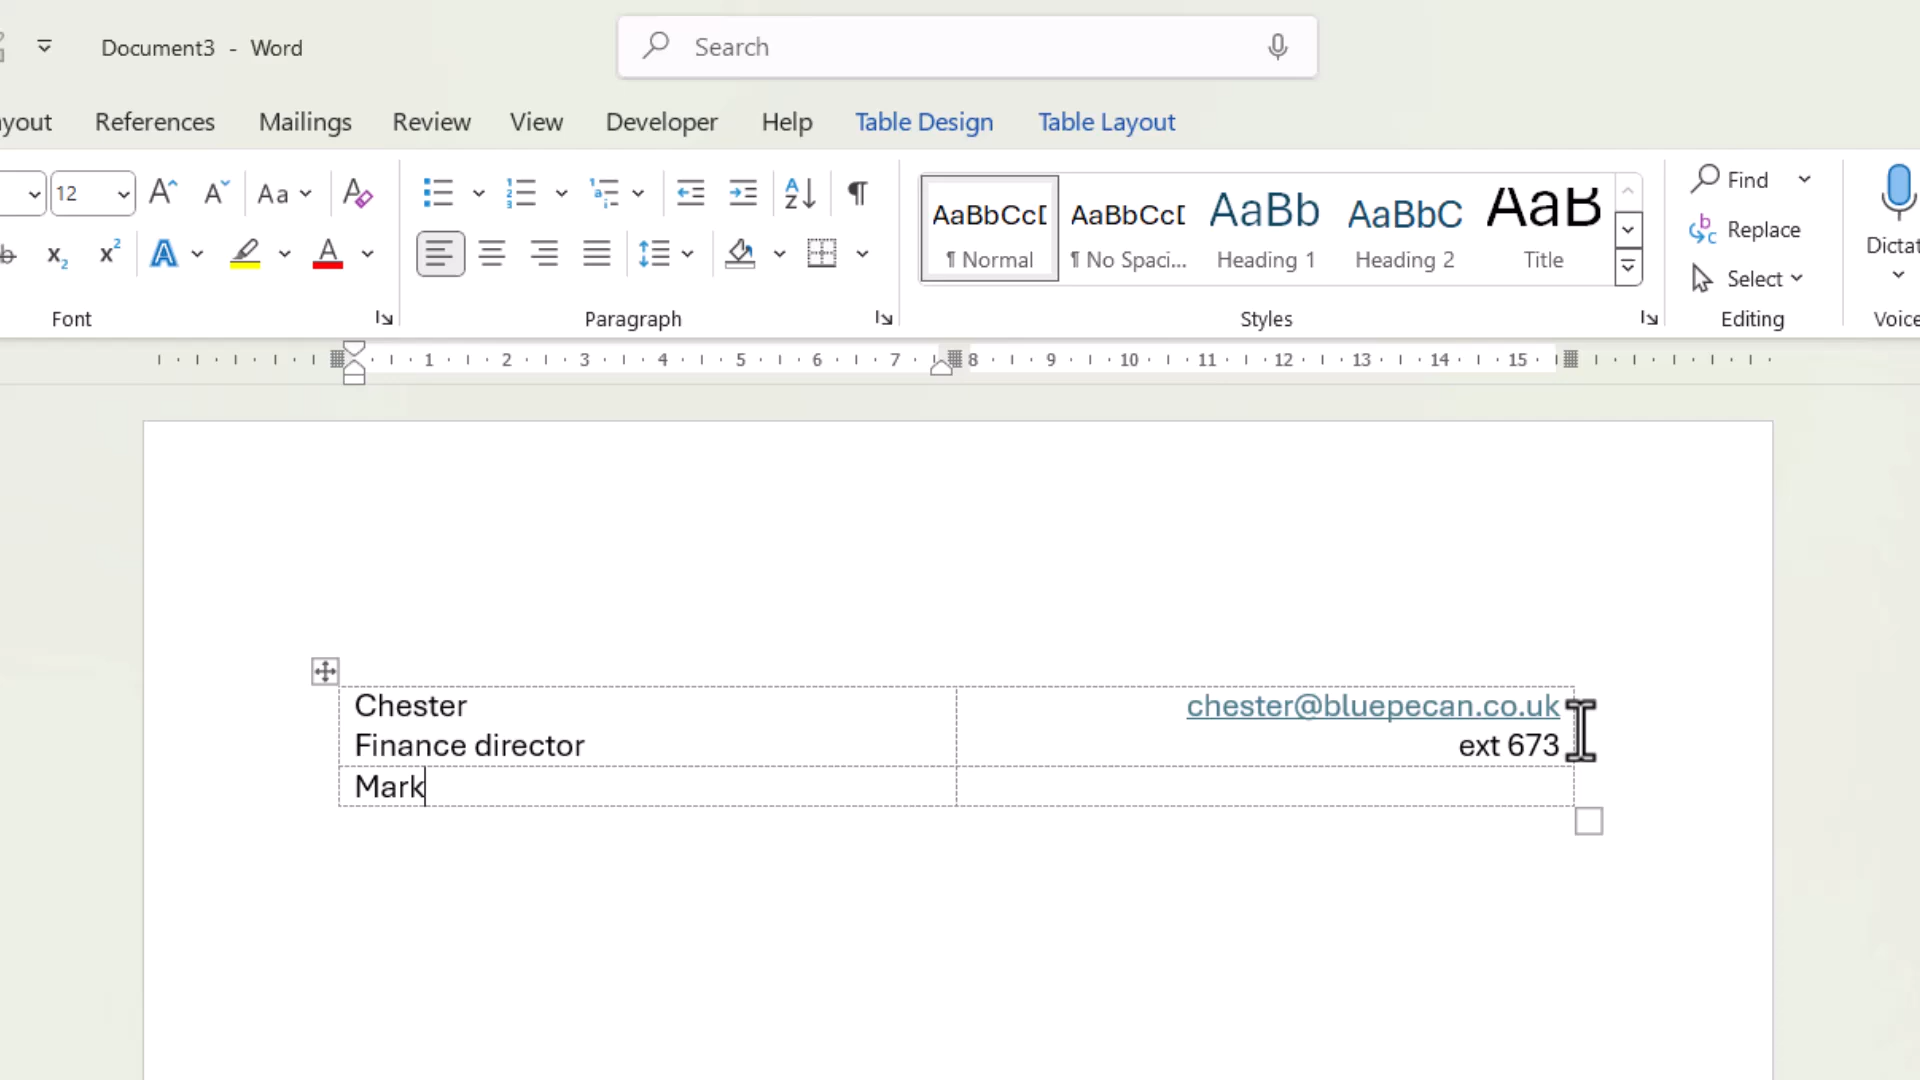 Document3 - Word
Search
yout References Mailings Review View Developer Help Table Design Table Layout
12 Aa
Find
Replace
Select
AaBbCcD AaBbCcD AaBb AaBbC AaB
¶ Normal ¶ No Spaci... Heading 1 Heading 2 Title
Dictat
Font Paragraph Styles Editing Voice
1 2 3 4 5 6 7 8 9 10 11 12 13 14 15
Chester chester@bluepecan.co.uk
Finance director ext 673
Mark